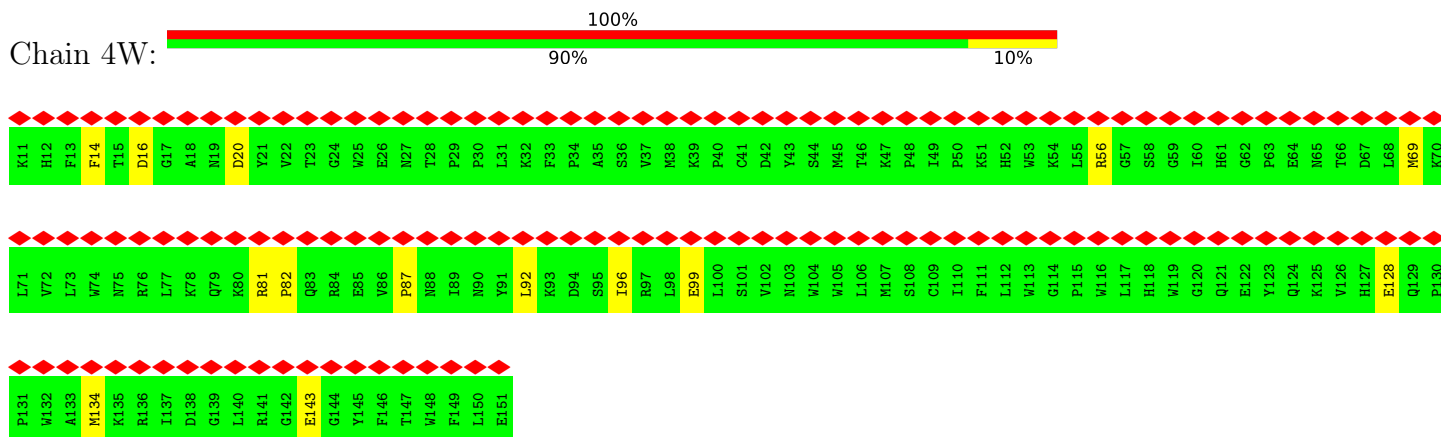 100%
Chain 4W:
90% 10%
K11 H12 F13 F14 T15 D16 G17 A18 N19 D20 Y21 V22 T23 G24 W25 E26 N27 T28 P29 P30 L31 K32 F33 P34 A35 S36 V37 M38 K39 P40 C41 D42 Y43 S44 M45 T46 K47 P48 I49 P50 K51 H52 W53 K54 L55 R56 G57 S58 G59 I60 H61 G62 P63 E64 N65 T66 D67 L68 M69 K70
L71 V72 L73 W74 N75 R76 L77 K78 Q79 K80 R81 P82 Q83 R84 E85 V86 P87 N88 I89 N90 Y91 L92 K93 D94 S95 I96 R97 L98 E99 L100 S101 V102 N103 W104 W105 L106 M107 S108 C109 I110 F111 L112 W113 G114 P115 W116 L117 H118 W119 G120 Q121 E122 Y123 Q124 K125 V126 H127 E128 Q129 P130
P131 W132 A133 M134 K135 R136 I137 D138 G139 L140 R141 G142 E143 G144 Y145 F146 T147 W148 F149 L150 E151